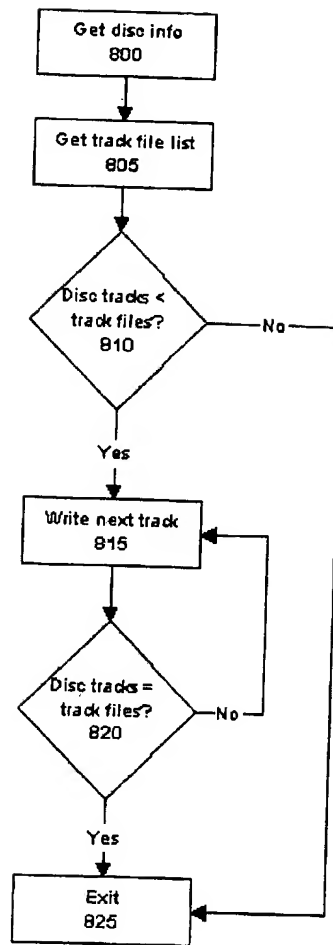 Get disc info
800
Get track file list
805
Disc tracks <
track files?
810
No
Yes
Write next track
815
Disc tracks =
track files?
820
No
Yes
Exit
825